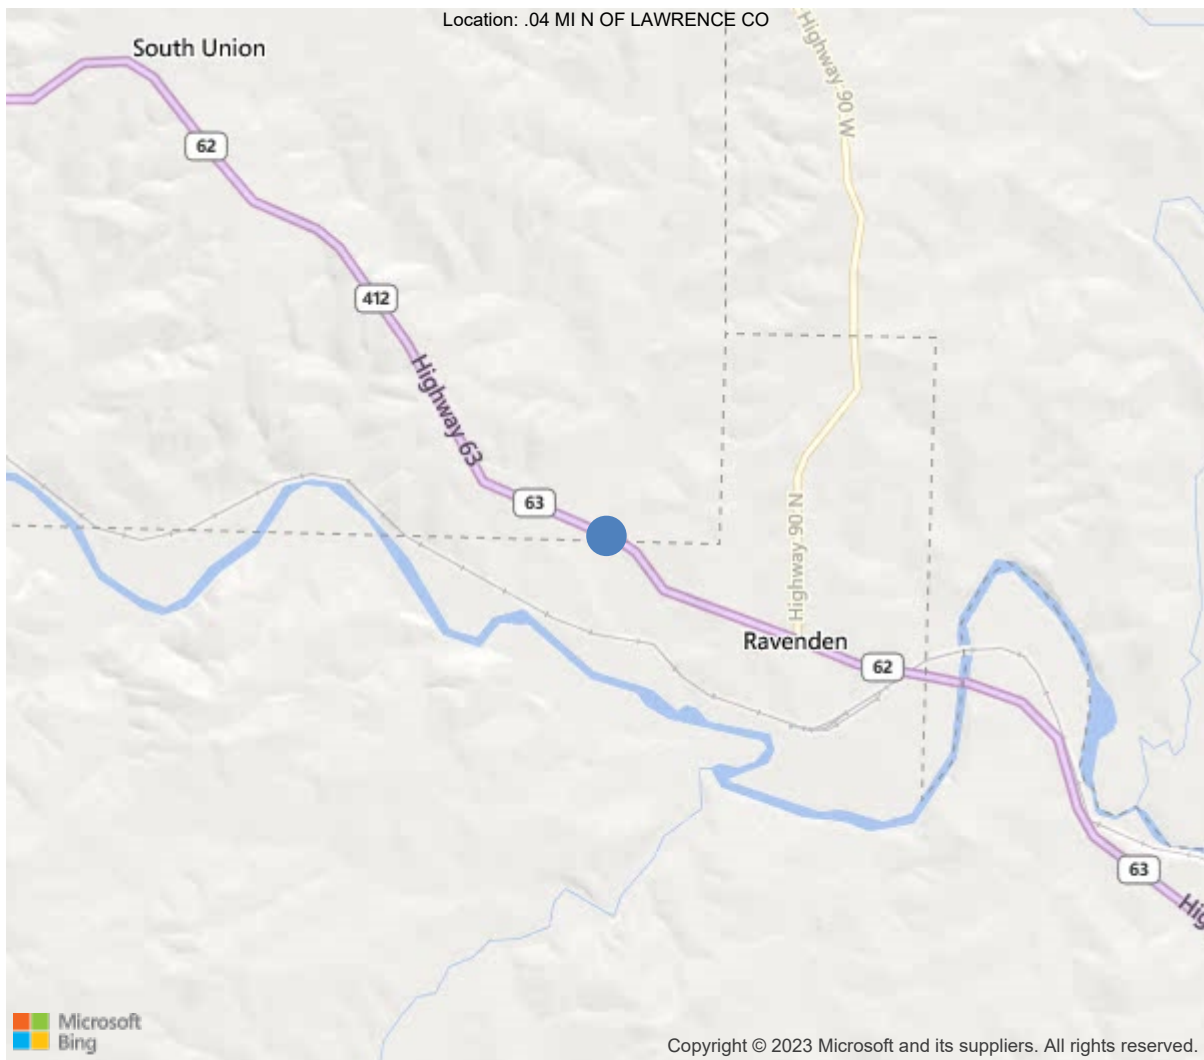 Location: .04 MI N OF LAWRENCE CO
South Union
Highway 90 W
62
412
Highway 63
63
Highway 90 N
Ravenden
62
63
Hig
Microsoft
Bing
Copyright © 2023 Microsoft and its suppliers. All rights reserved.